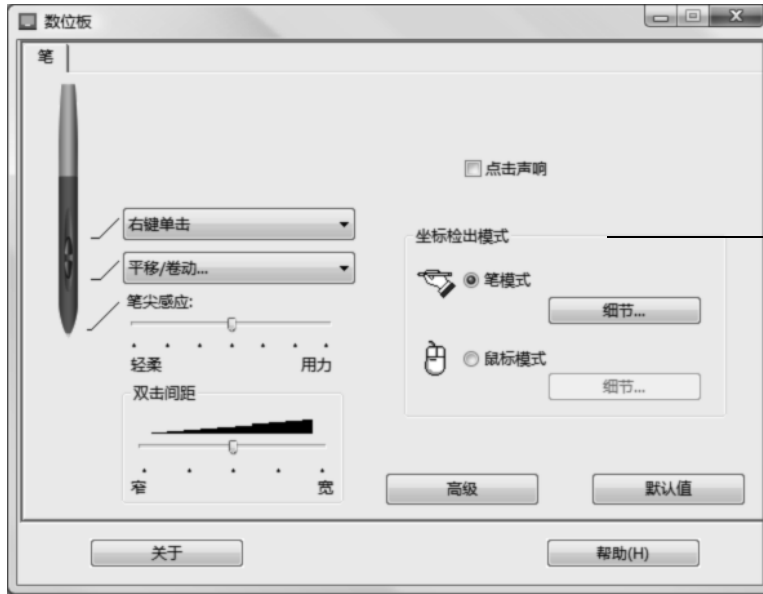 数位板
笔
点击声响
右键单击
坐标检出模式
平移/卷动...
笔模式
笔尖感应:
细节...
轻柔
用力
鼠标模式
双击间距
细节...
窄
宽
高级
默认值
关于
帮助(H)